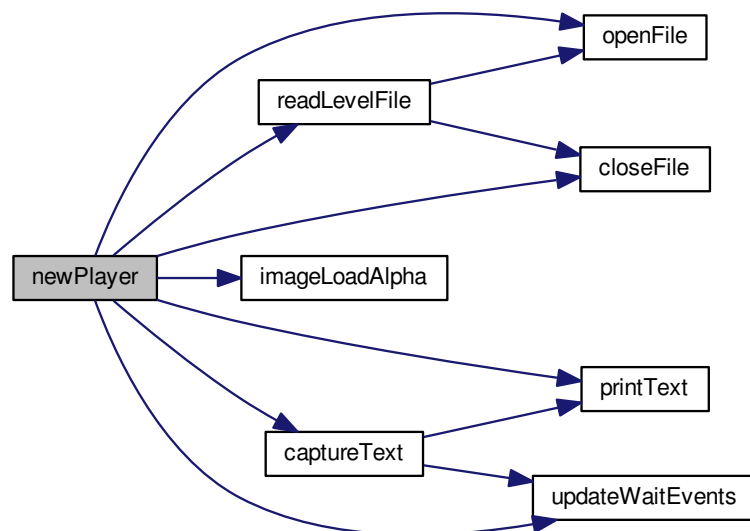 openFile
readLevelFile
closeFile
newPlayer
imageLoadAlpha
printText
captureText
updateWaitEvents